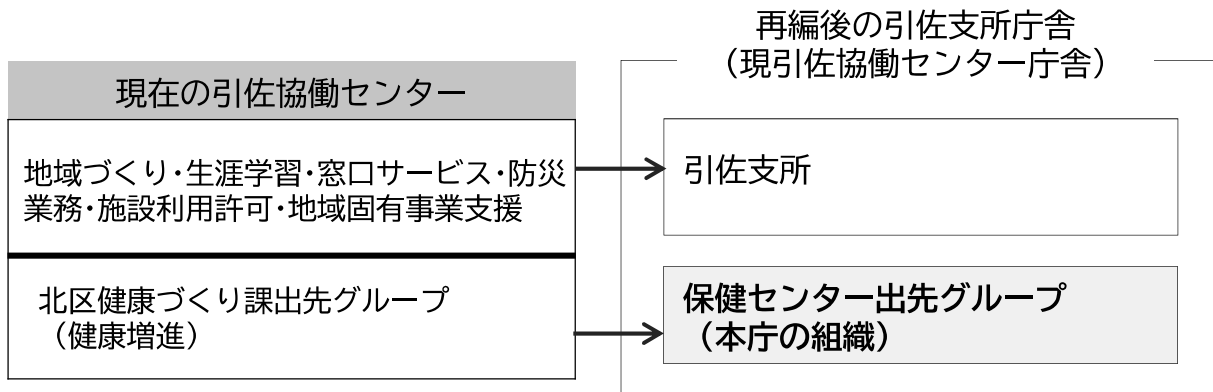 再編後の引佐支所庁舎
（現引佐協働センター庁舎）
現在の引佐協働センター
地域づくり･生涯学習･窓口サービス･防災
業務･施設利用許可･地域固有事業支援
引佐支所
北区健康づくり課出先グループ
（健康増進）
保健センター出先グループ
（本庁の組織）